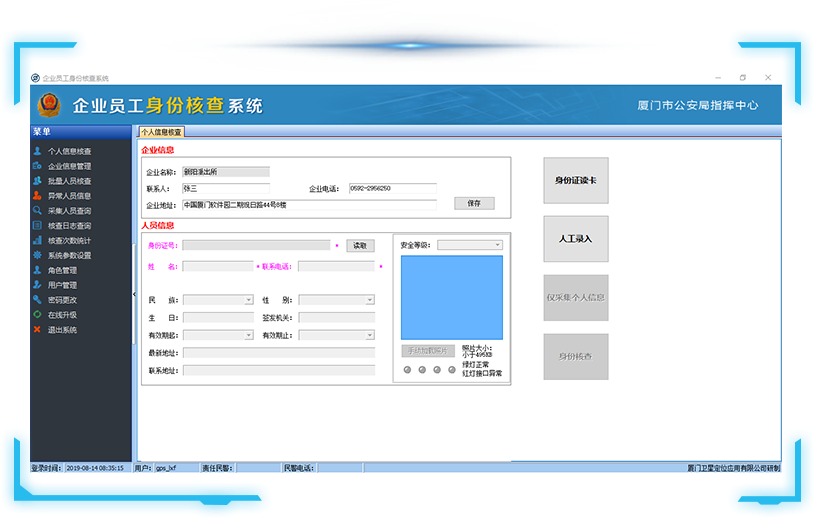 企业员工身份核查系统
企业员工身份核查系统
厦门市公安局指挥中心
菜单
个人信息核查
个人信息核查
企业信息管理
批量人员核查
异常人员信息
采集人员查询
核查日志查询
核查次数统计
系统参数设置
角色管理
用户管理
密码更改
在线升级
退出系统
企业信息
企业名称： 朝阳派出所
联系人： 张三 企业电话： 0592-2956250
企业地址： 中国厦门软件园二期观日路44号8楼 保存
人员信息
身份证号： * 读取
姓 名： * 联系电话： *
民 族： 性 别：
生 日： 签发机关：
有效期起： 有效期止：
最新地址：
联系地址：
安全等级：
手动加载照片 照片大小：
小于495KB
绿灯正常
红灯接口异常
身份证读卡
人工录入
仅采集个人信息
身份核查
登录时间： 2019-08-14 08:35:15 用户： gps_lxf 责任民警： 民警电话： 厦门卫星定位应用有限公司研制